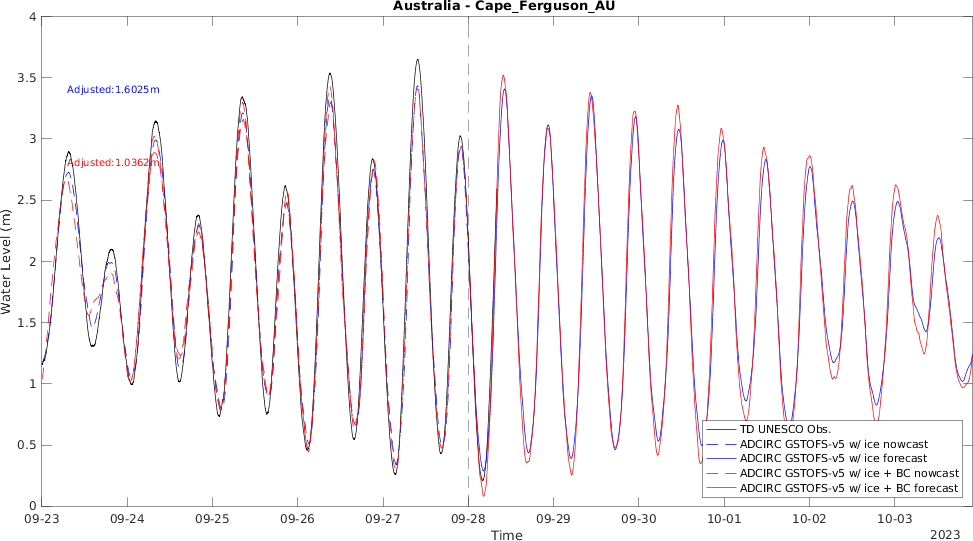 Australia - Cape_Ferguson_AU
4
3.5
3
2.5
2
1.5
1
0.5
0
Water Level (m)
Adjusted:1.6025m
Adjusted:1.0362m
TD UNESCO Obs.
ADCIRC GSTOFS-v5 w/ ice nowcast
ADCIRC GSTOFS-v5 w/ ice forecast
ADCIRC GSTOFS-v5 w/ ice + BC nowcast
ADCIRC GSTOFS-v5 w/ ice + BC forecast
09-23 09-24 09-25 09-26 09-27 09-28 09-29 09-30 10-01 10-02 10-03
Time
2023